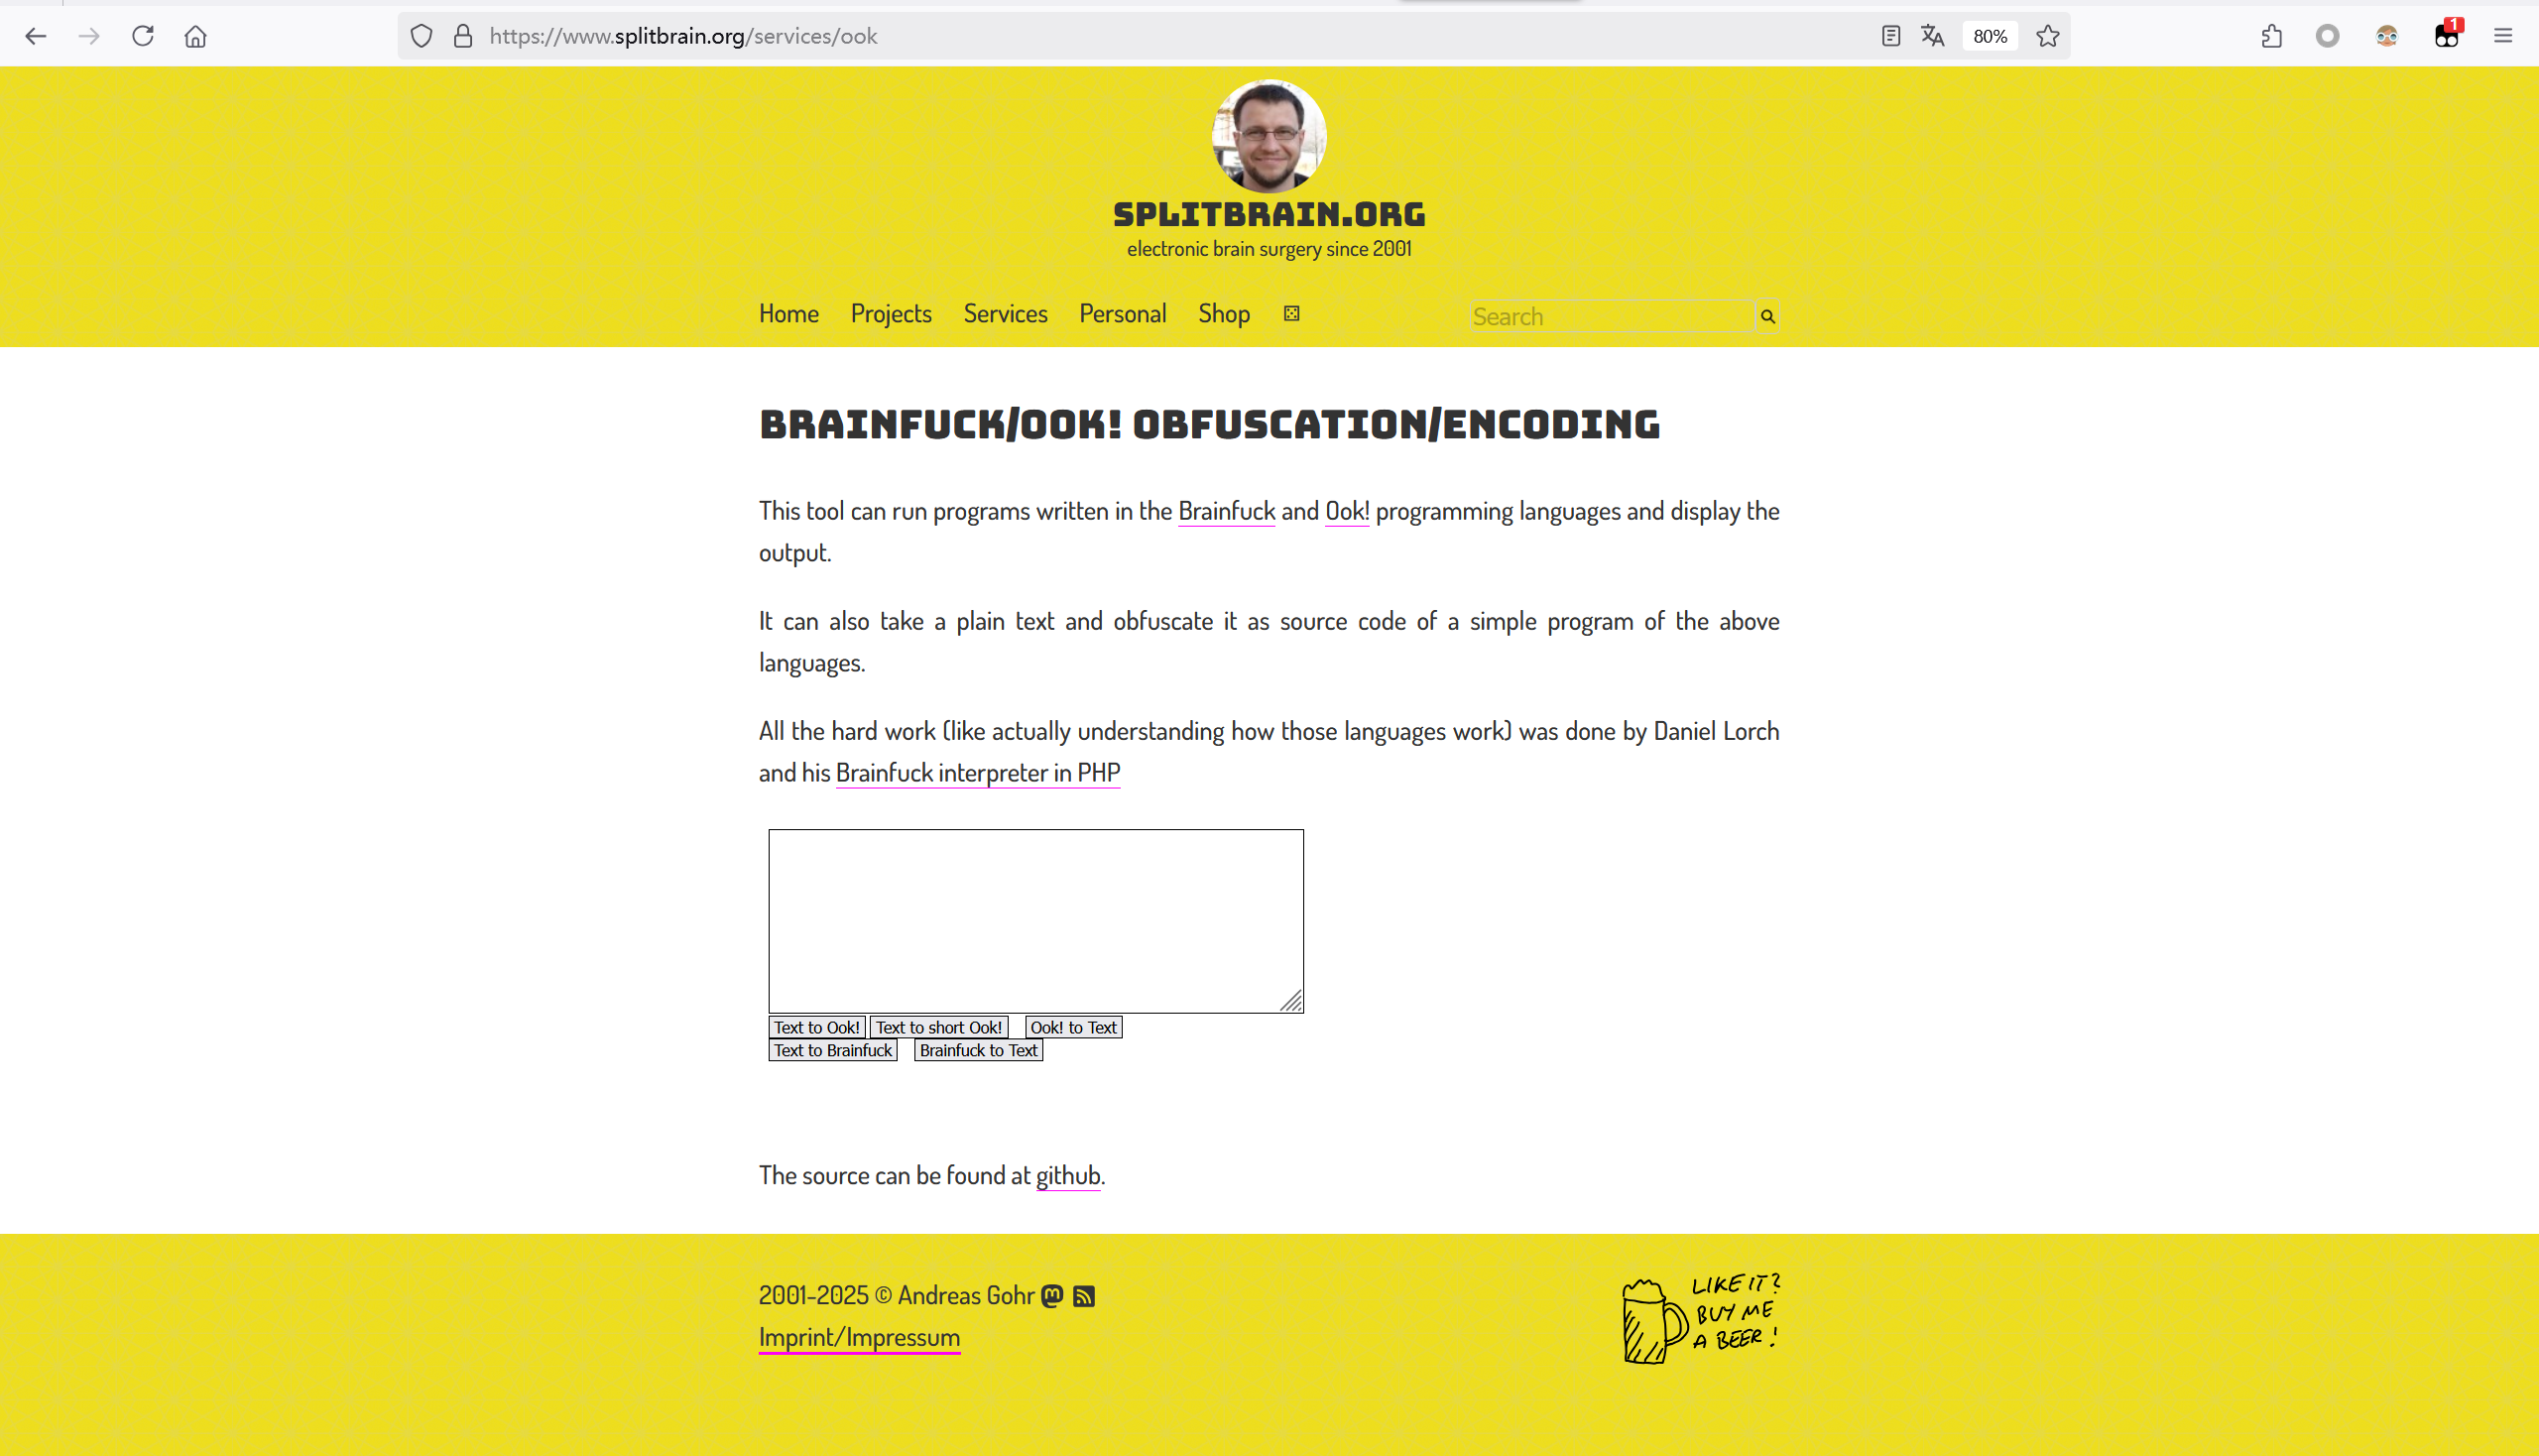 https://www.splitbrain.org/services/ook
80%
1
SPLITBRAIN.ORG
electronic brain surgery since 2001
Home Projects Services Personal Shop
Search
BRAINFUCK/OOK! OBFUSCATION/ENCODING
This tool can run programs written in the Brainfuck and Ook! programming languages and display the
output.
It can also take a plain text and obfuscate it as source code of a simple program of the above
languages.
All the hard work (like actually understanding how those languages work) was done by Daniel Lorch
and his Brainfuck interpreter in PHP
Text to Ook! Text to short Ook! Ook! to Text
Text to Brainfuck Brainfuck to Text
The source can be found at github.
2001-2025 © Andreas Gohr
Imprint/Impressum
LIKE IT?
BUY ME
A BEER!